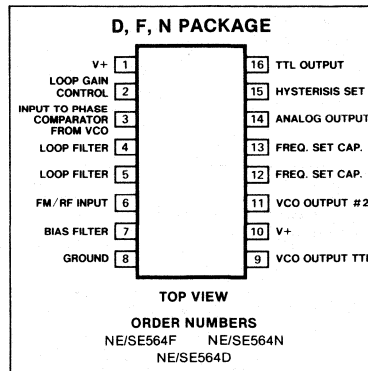 D, F, N PACKAGE
V+ 1
LOOP GAIN
CONTROL 2
INPUT TO PHASE
COMPARATOR 3
FROM VCO
LOOP FILTER 4
LOOP FILTER 5
FM/RF INPUT 6
BIAS FILTER 7
GROUND 8
16 TTL OUTPUT
15 HYSTERISIS SET
14 ANALOG OUTPUT
13 FREQ. SET CAP.
12 FREQ. SET CAP.
11 VCO OUTPUT #2
10 V+
9 VCO OUTPUT TTL
TOP VIEW
ORDER NUMBERS
NE/SE564F NE/SE564N
NE/SE564D